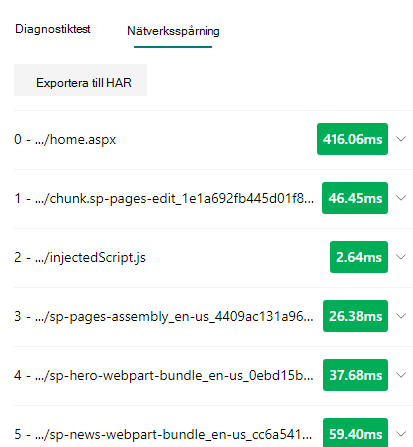 Diagnostiktest Nätverksspårning
Exportera till HAR
0 - .../home.aspx 416.06ms
1 - .../chunk.sp-pages-edit_1e1a692fb445d01f8... 46.45ms
2 - .../injectedScript.js 2.64ms
3 - .../sp-pages-assembly_en-us_4409ac131a96... 26.38ms
4 - .../sp-hero-webpart-bundle_en-us_0ebd15b... 37.68ms
5 - .../sp-news-webpart-bundle_en-us_cc6a541... 59.40ms